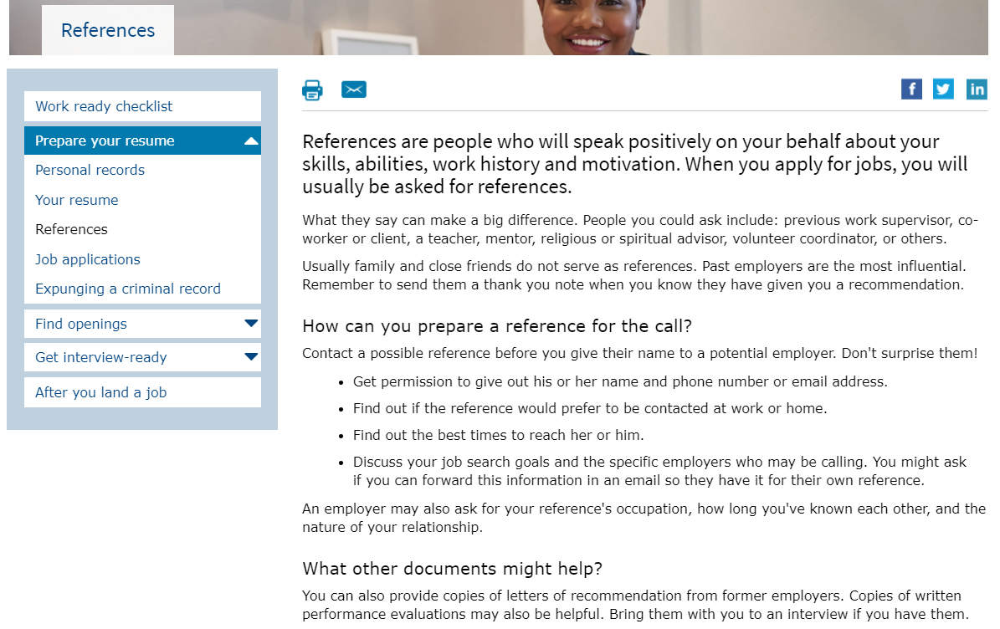 References
Work ready checklist
Prepare your resume
Personal records
Your resume
References
Job applications
Expunging a criminal record
Find openings
Get interview-ready
After you land a job
f
in
References are people who will speak positively on your behalf about your
skills, abilities, work history and motivation. When you apply for jobs, you will
usually be asked for references.
What they say can make a big difference. People you could ask include: previous work supervisor, co-
worker or client, a teacher, mentor, religious or spiritual advisor, volunteer coordinator, or others.
Usually family and close friends do not serve as references. Past employers are the most influential.
Remember to send them a thank you note when you know they have given you a recommendation.
How can you prepare a reference for the call?
Contact a possible reference before you give their name to a potential employer. Don't surprise them!
• Get permission to give out his or her name and phone number or email address.
• Find out if the reference would prefer to be contacted at work or home.
• Find out the best times to reach her or him.
• Discuss your job search goals and the specific employers who may be calling. You might ask
if you can forward this information in an email so they have it for their own reference.
An employer may also ask for your reference's occupation, how long you've known each other, and the
nature of your relationship.
What other documents might help?
You can also provide copies of letters of recommendation from former employers. Copies of written
performance evaluations may also be helpful. Bring them with you to an interview if you have them.